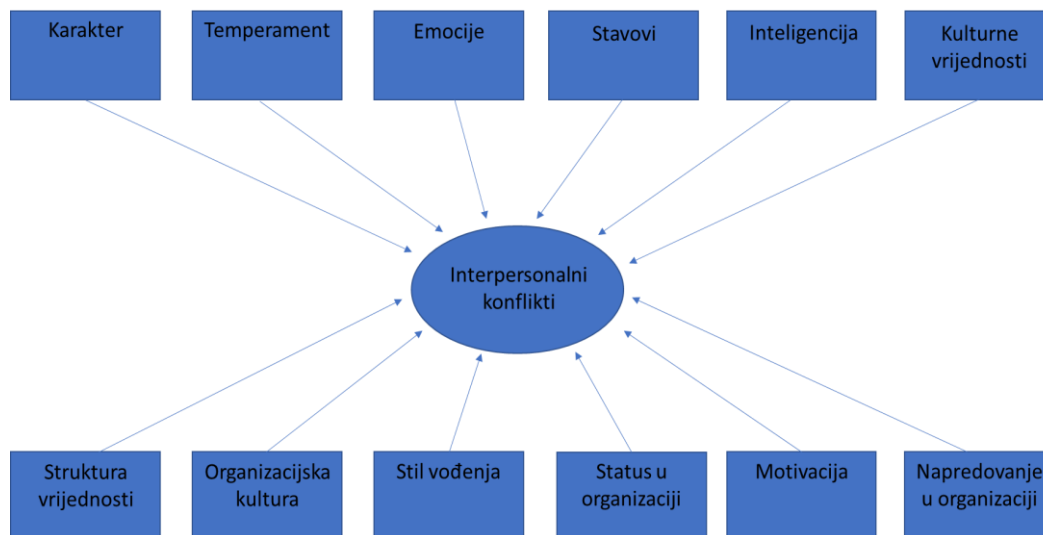 Karakter
Temperament
Emocije
Stavovi
Inteligencija
Kulturne
vrijednosti
Interpersonalni
konflikti
Struktura
vrijednosti
Organizacijska
kultura
Stil vođenja
Status u
organizaciji
Motivacija
Napredovanje
u organizaciji